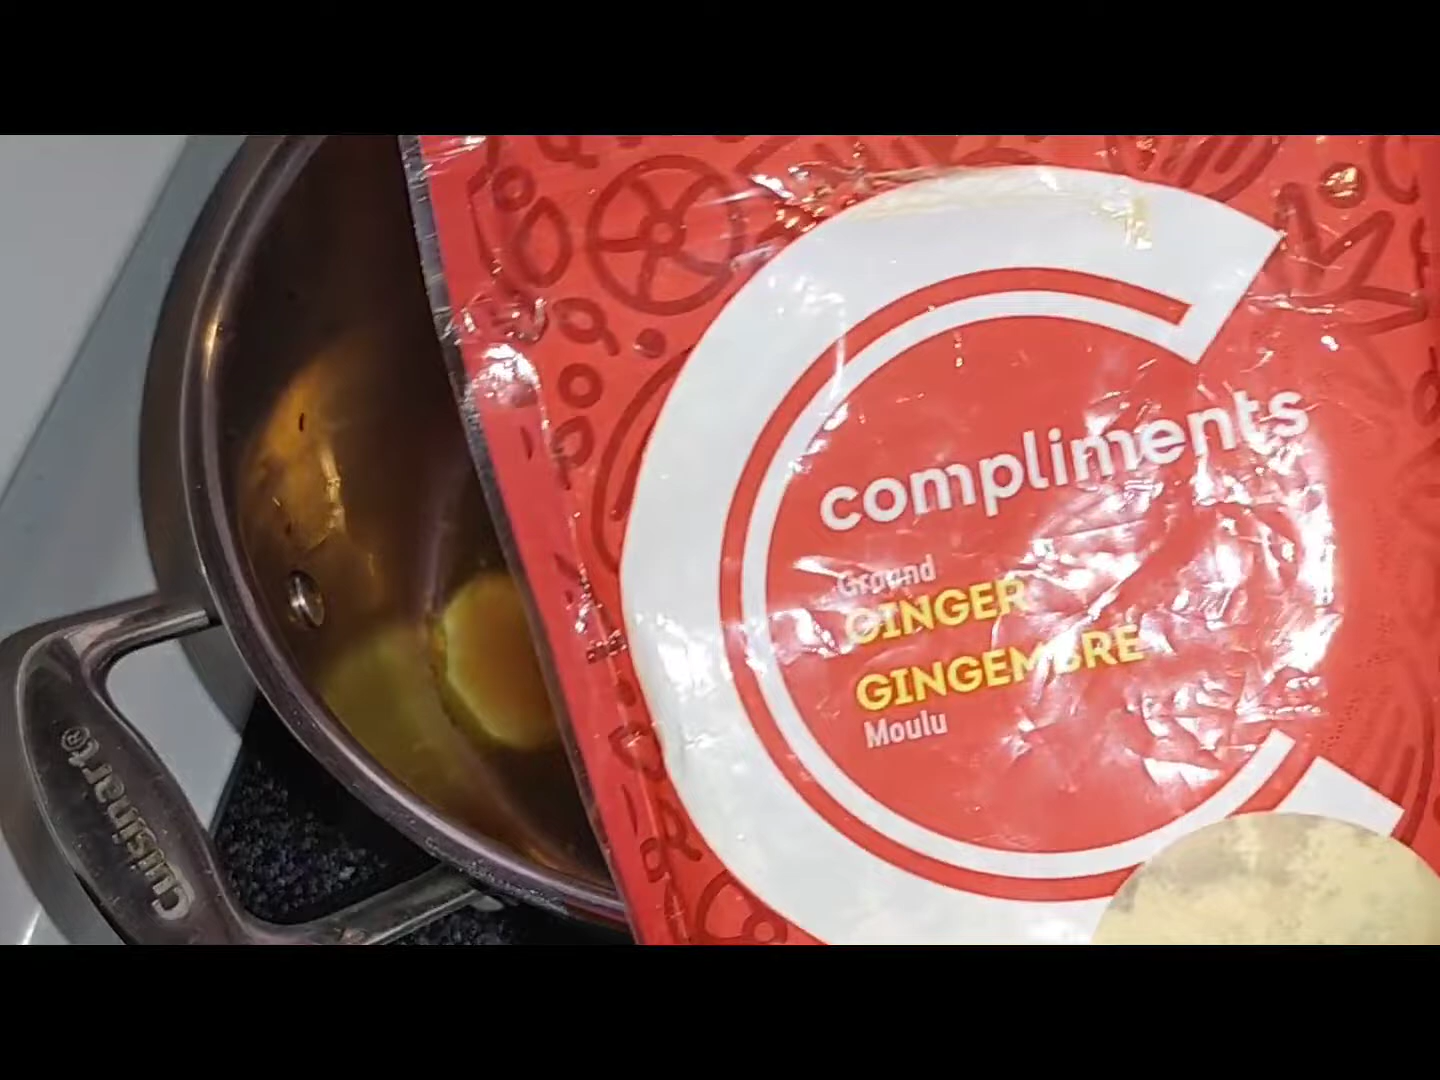 compliments
Ground
GINGER
GINGEMBRE
Moulu
Cuisinart®